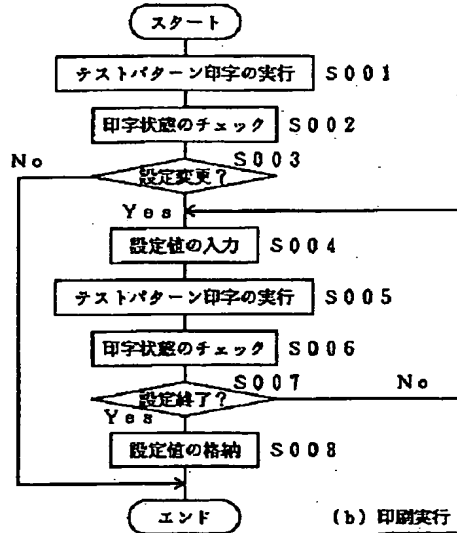 スタート
テストパターン印字の実行 S001
印字状態のチェック S002
No S003
設定変更?
Yes
設定値の入力 S004
テストパターン印字の実行 S005
印字状態のチェック S006
S007 No
設定終了?
Yes
設定値の格納 S008
エンド (b) 印刷実行